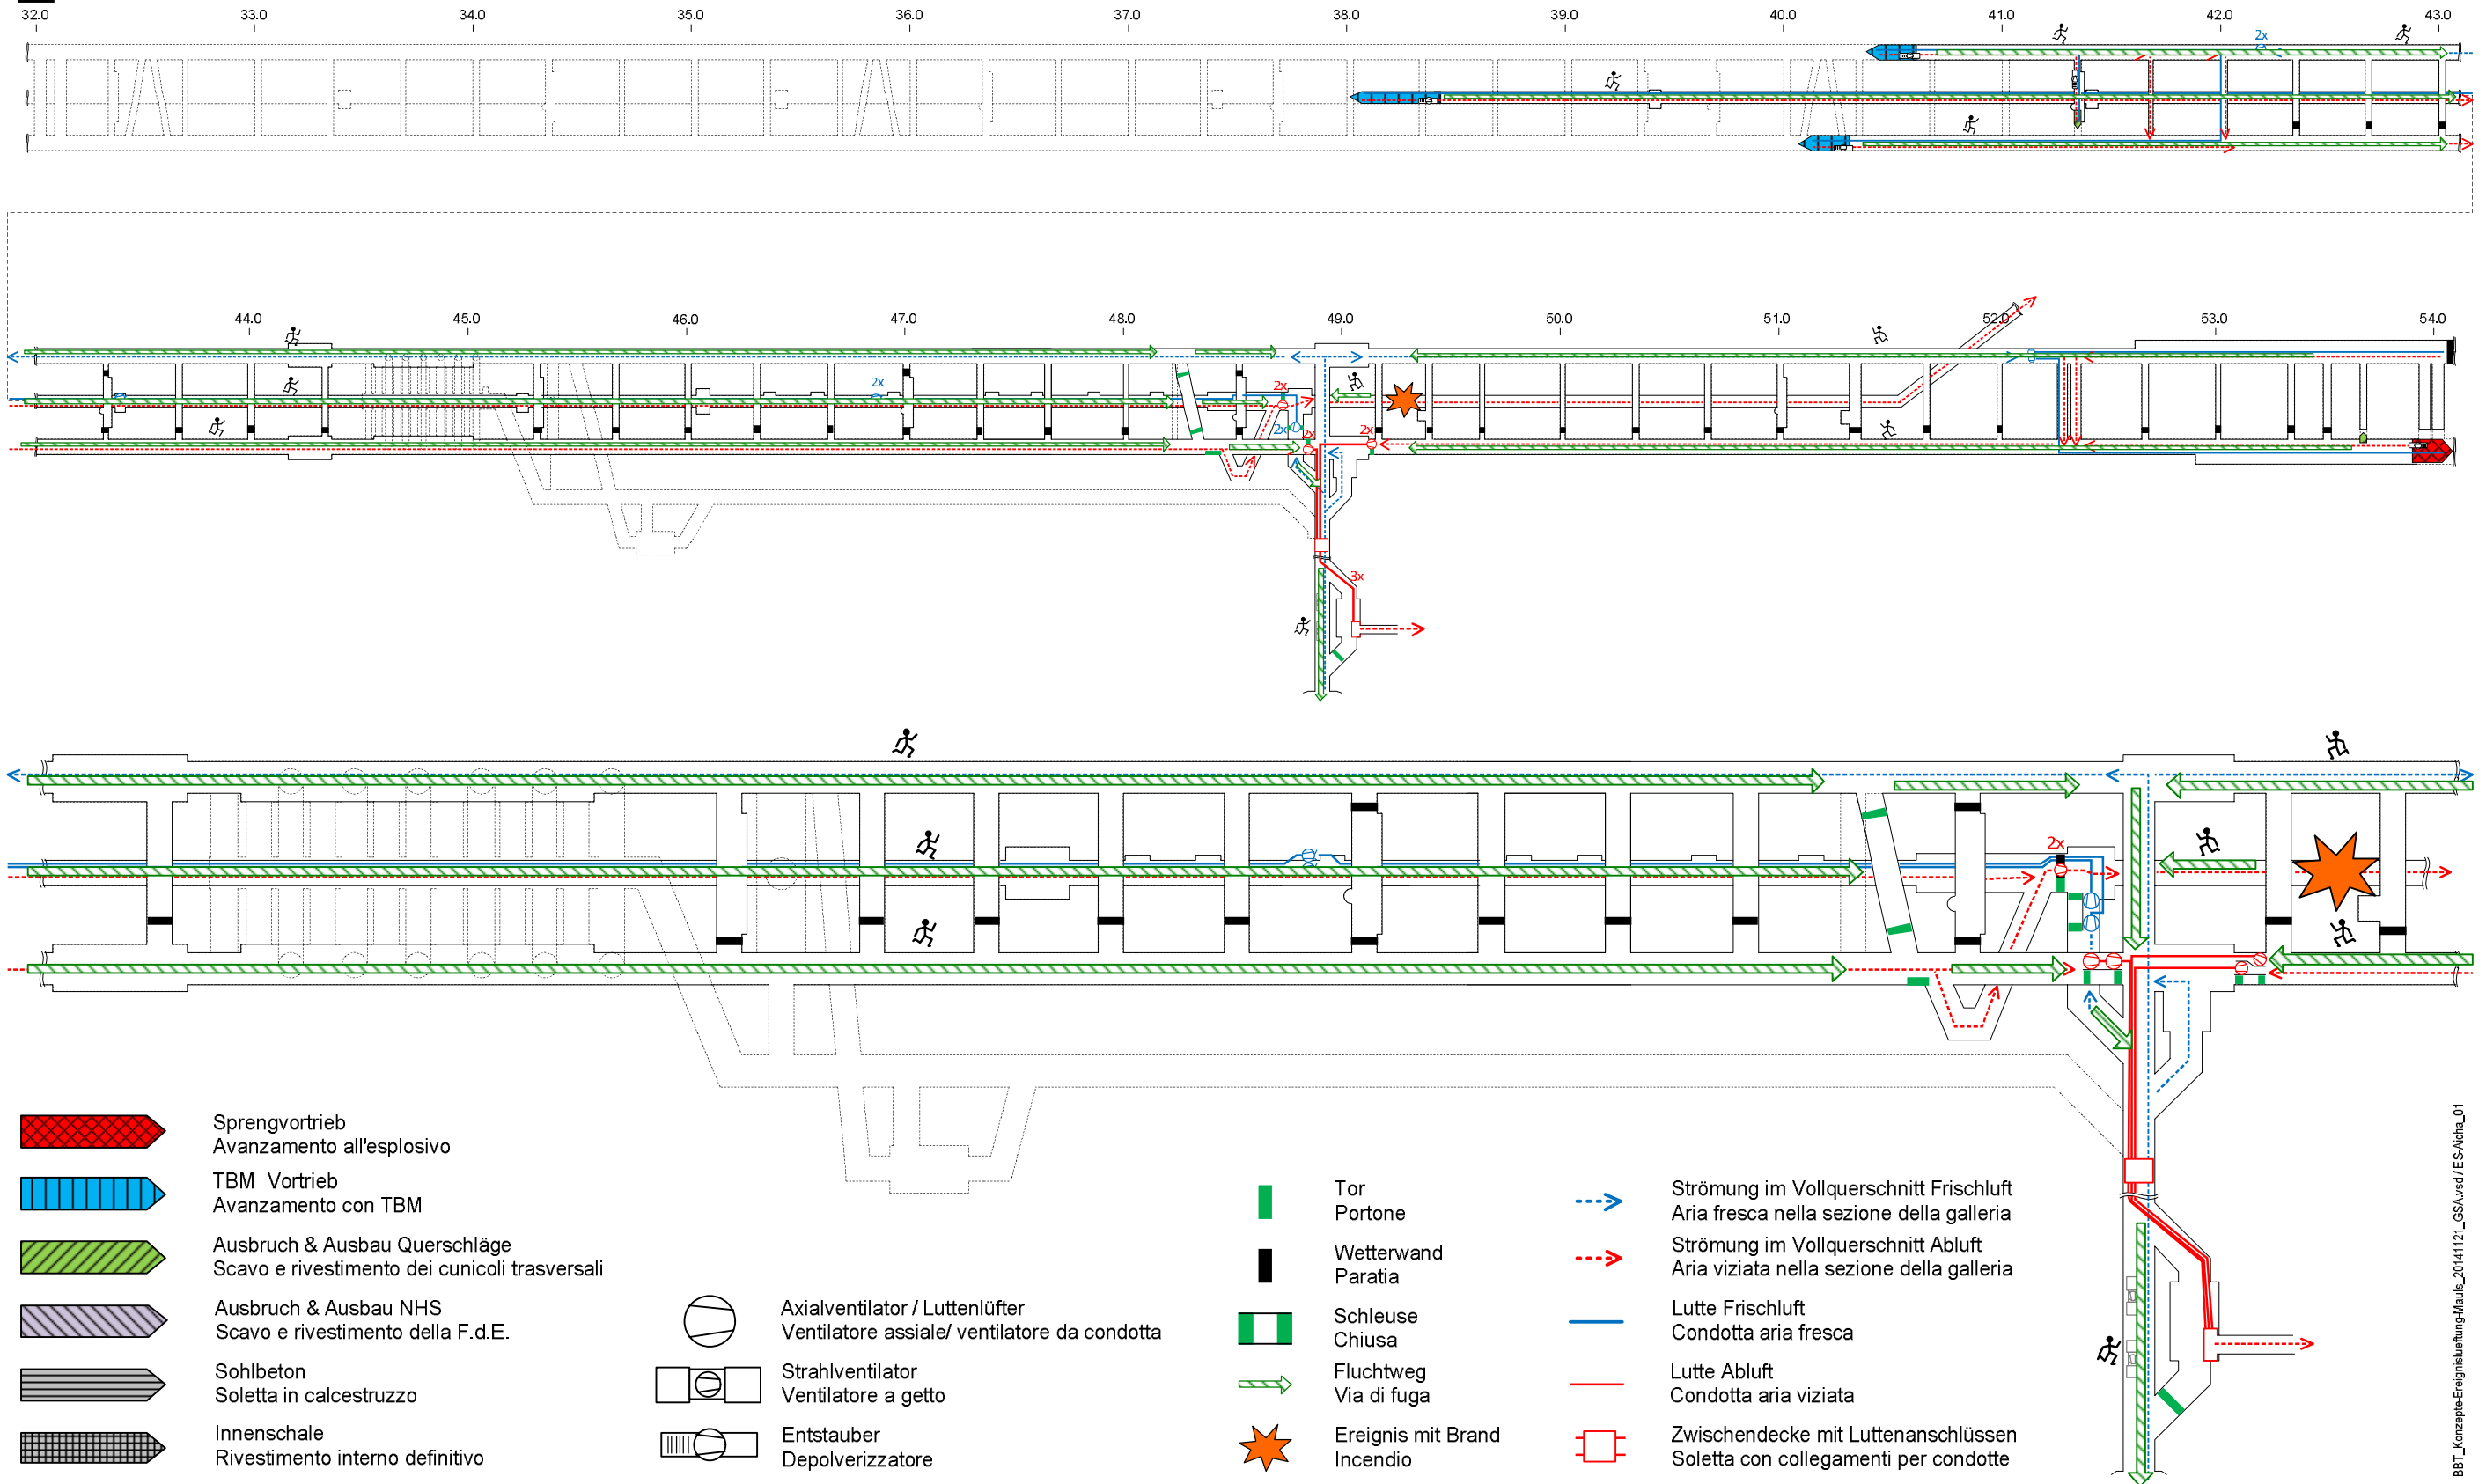 32.0 33.0 34.0 35.0 36.0 37.0 38.0 39.0 40.0 41.0 42.0 43.0
2x
44.0 45.0 46.0 47.0 48.0 49.0 50.0 51.0 52.0 53.0 54.0
2x
2x
2x
2x
2x
3x
2x
Sprengvortrieb
Avanzamento all'esplosivo
TBM Vortrieb
Avanzamento con TBM
Ausbruch & Ausbau Querschläge
Scavo e rivestimento dei cunicoli trasversali
Ausbruch & Ausbau NHS
Scavo e rivestimento della F.d.E.
Sohlbeton
Soletta in calcestruzzo
Innenschale
Rivestimento interno definitivo
Axialventilator / Luttenlüfter
Ventilatore assiale/ ventilatore da condotta
Strahlventilator
Ventilatore a getto
Entstauber
Depolverizzatore
Tor
Portone
Wetterwand
Paratia
Schleuse
Chiusa
Fluchtweg
Via di fuga
Ereignis mit Brand
Incendio
Strömung im Vollquerschnitt Frischluft
Aria fresca nella sezione della galleria
Strömung im Vollquerschnitt Abluft
Aria viziata nella sezione della galleria
Lutte Frischluft
Condotta aria fresca
Lutte Abluft
Condotta aria viziata
Zwischendecke mit Luttenanschlüssen
Soletta con collegamenti per condotte
BBT_Konzepte-Ereignislueftung-Mauls_20141121_GSA.vsd / ES-Aicha_01